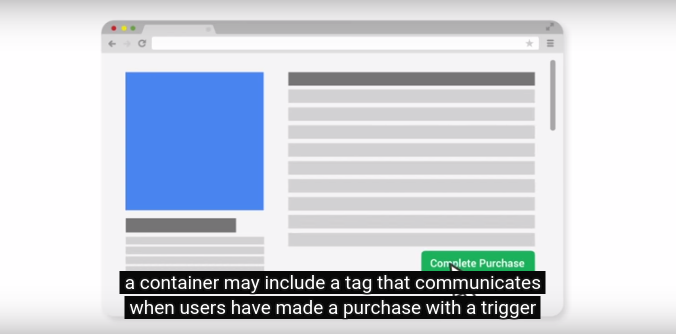 Complete Purchase
a container may include a tag that communicates
when users have made a purchase with a trigger